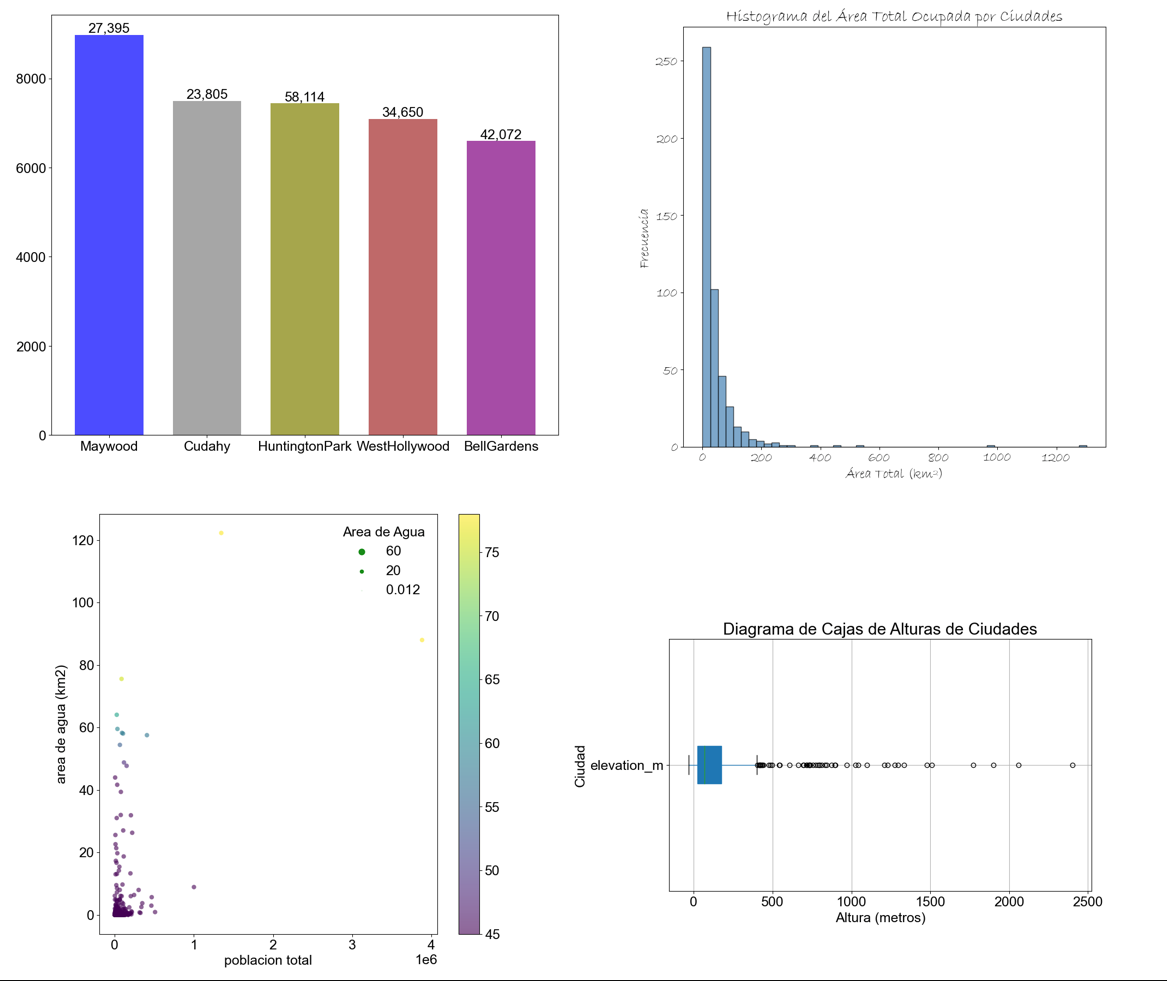 27,395
23,805
58,114
34,650
42,072
8000
6000
4000
2000
0
Maywood Cudahy HuntingtonPark WestHollywood BellGardens
Histograma del Área Total Ocupada por Ciudades
Frecuencia
250
200
150
100
50
0
0 200 400 600 800 1000 1200
Área Total (km²)
area de agua (km2)
120
100
80
60
40
20
0
Area de Agua
60
20
0.012
0 1 2 3 4
1e6
poblacion total
75
70
65
60
55
50
45
Diagrama de Cajas de Alturas de Ciudades
Ciudad
elevation_m
0 500 1000 1500 2000 2500
Altura (metros)